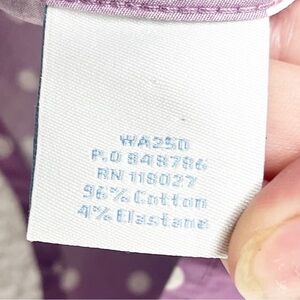 WA250
P.O 848786
RN 118027
96% Cotton
4% Elastane